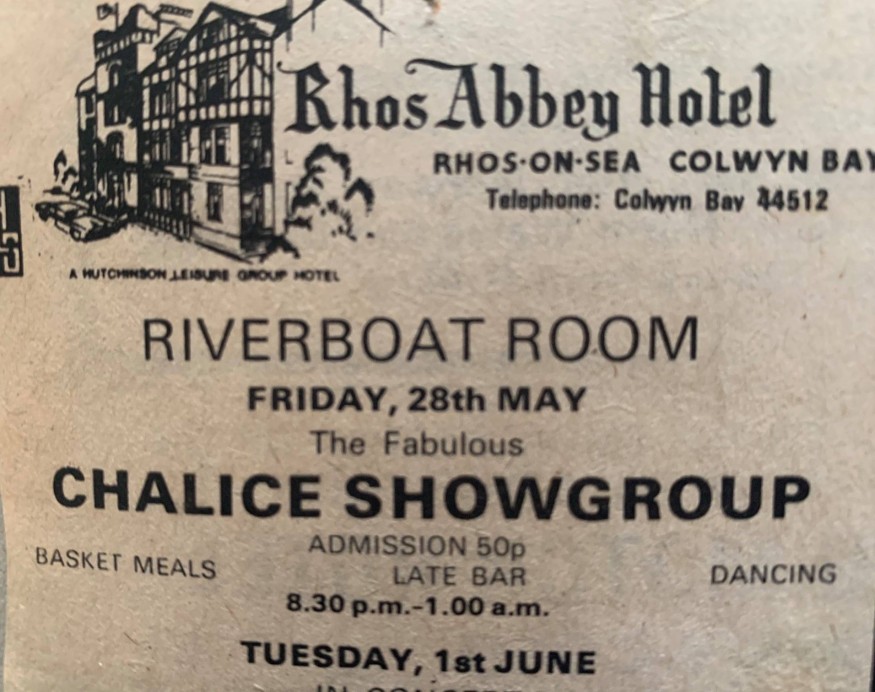 Rhos Abbey Hotel
RHOS-ON-SEA COLWYN BAY
Telephone: Colwyn Bay 44512
A HUTCHINSON LEISURE GROUP HOTEL
RIVERBOAT ROOM
FRIDAY, 28th MAY
The Fabulous
CHALICE SHOWGROUP
ADMISSION 50p
BASKET MEALS LATE BAR DANCING
8.30 p.m.-1.00 a.m.
TUESDAY, 1st JUNE